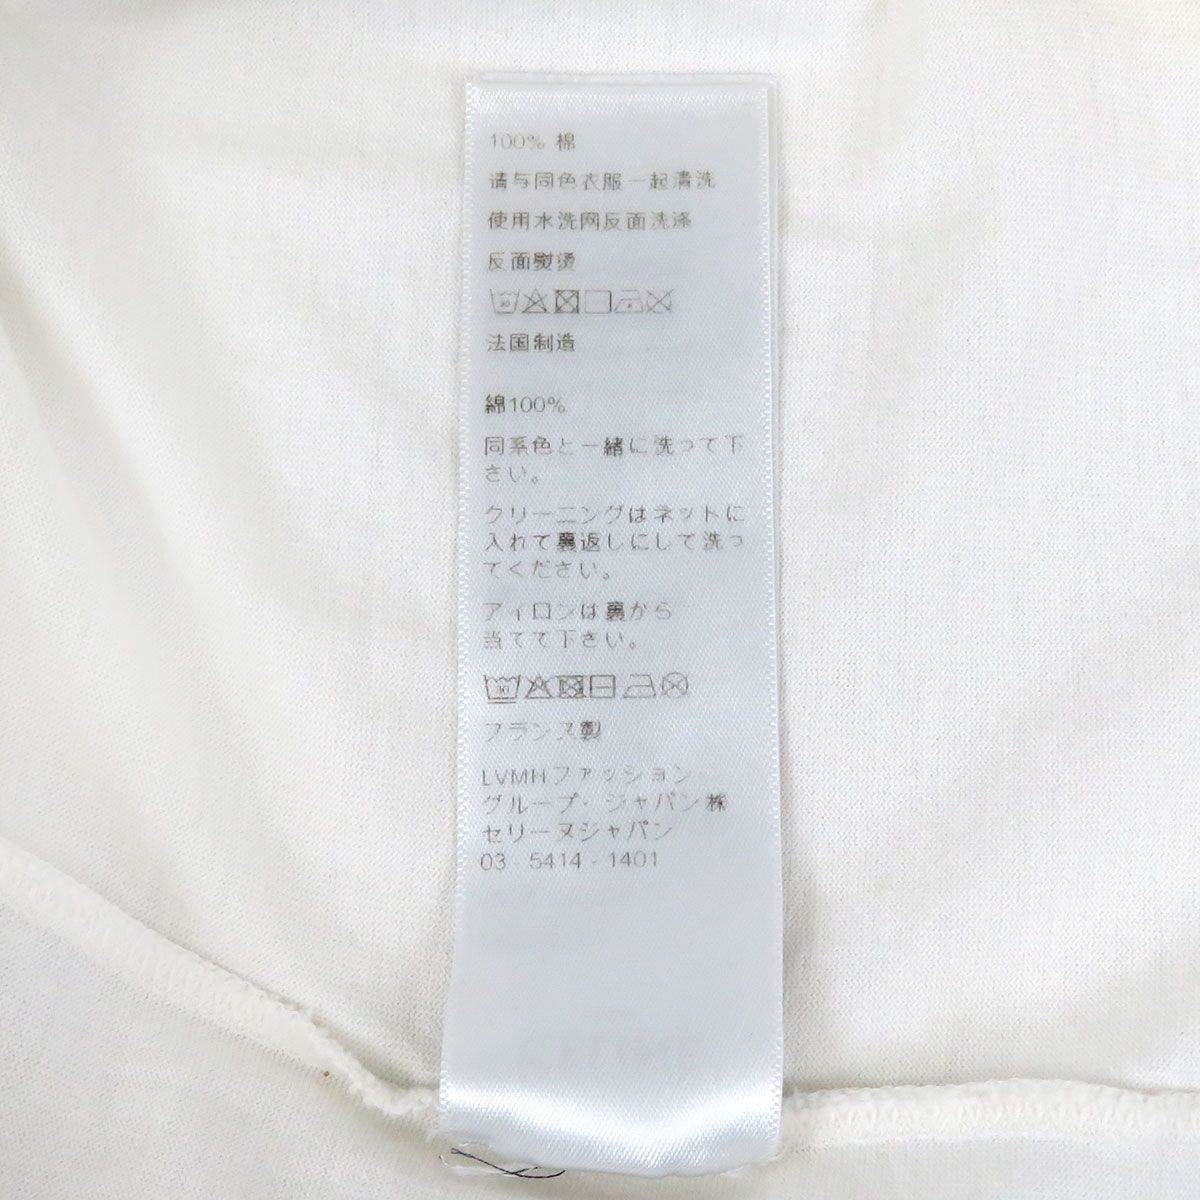 100% 棉
请与同色衣服一起清洗
使用水洗网反面洗涤
反面熨烫
30
法国制造
綿100%
同系色と一緒に洗って下
さい。
クリーニングはネットに
入れて裏返しにして洗っ
てください。
アイロンは裏から
当てて下さい。
30
フランス製
LVMHファッション
グループ・ジャパン株
セリーヌジャパン
03 - 5414 - 1401